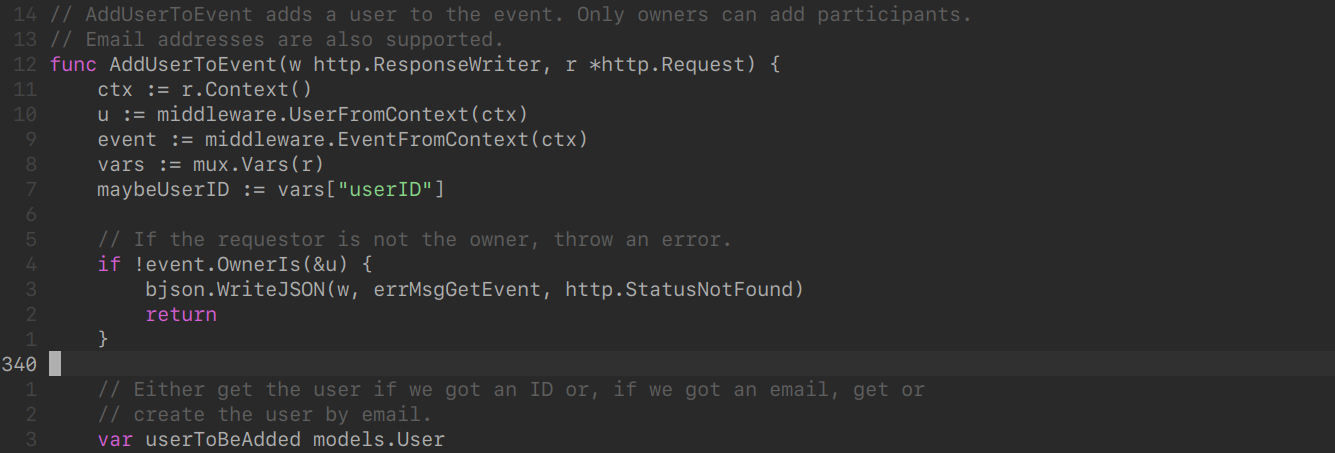 14 // AddUserToEvent adds a user to the event. Only owners can add participants.
13 // Email addresses are also supported.
12 func AddUserToEvent(w http.ResponseWriter, r *http.Request) {
11     ctx := r.Context()
10     u := middleware.UserFromContext(ctx)
9     event := middleware.EventFromContext(ctx)
8     vars := mux.Vars(r)
7     maybeUserID := vars["userID"]
6
5     // If the requestor is not the owner, throw an error.
4     if !event.OwnerIs(&u) {
3         bjson.WriteJSON(w, errMsgGetEvent, http.StatusNotFound)
2         return
1     }
340
1     // Either get the user if we got an ID or, if we got an email, get or
2     // create the user by email.
3     var userToBeAdded models.User